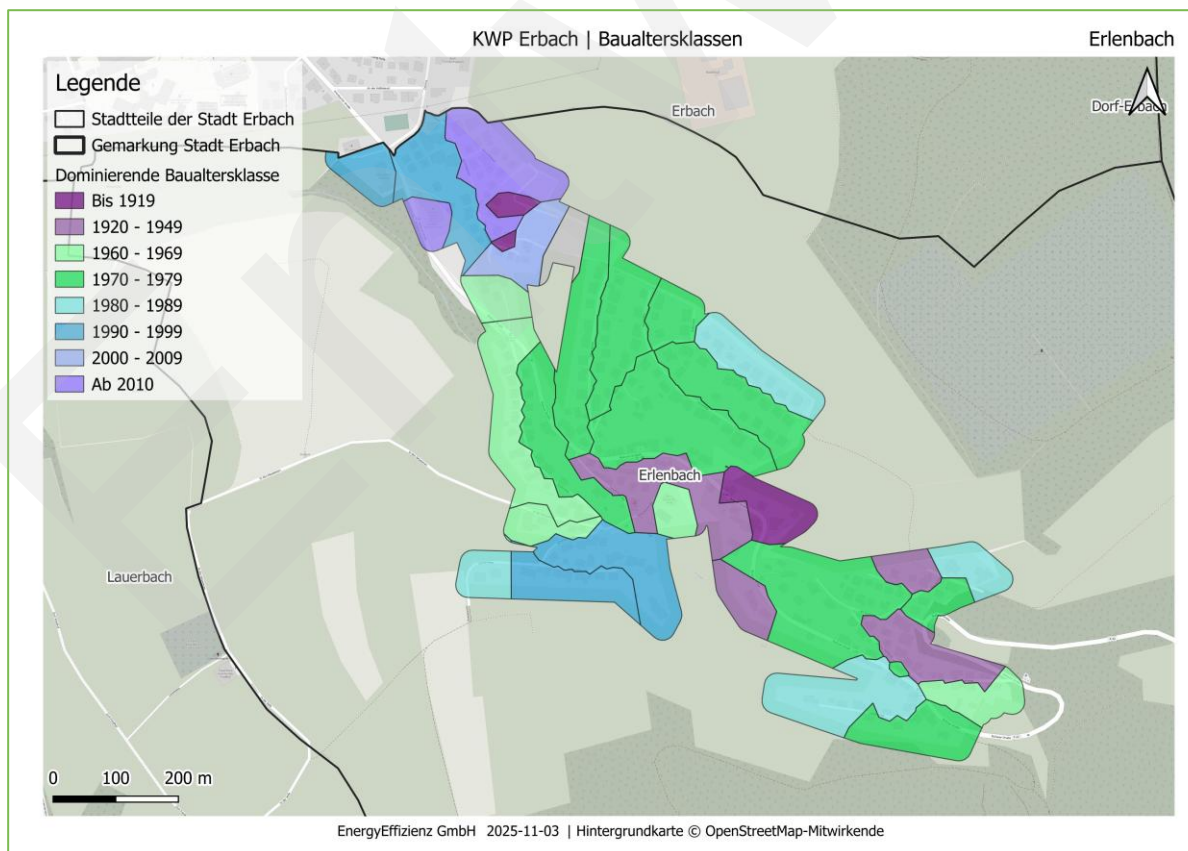 KWP Erbach | Baualtersklassen
Erlenbach
Legende
Stadtteile der Stadt Erbach
Gemarkung Stadt Erbach
Dominierende Baualtersklasse
Bis 1919
1920 - 1949
1960 - 1969
1970 - 1979
1980 - 1989
1990 - 1999
2000 - 2009
Ab 2010
Erbach
Erlenbach
Lauerbach
0 100 200 m
EnergyEffizienz GmbH 2025-11-03 | Hintergrundkarte © OpenStreetMap-Mitwirkende